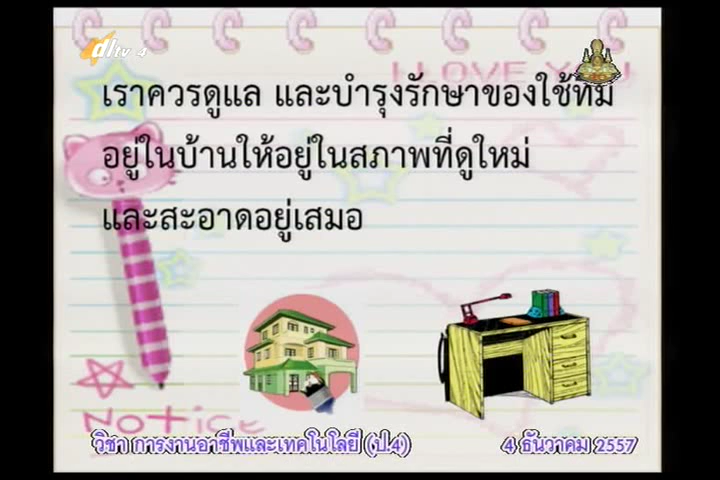 dltv 4
I LOVE YOU
เราควรดูแล และบำรุงรักษาของใช้ที่มี
อยู่ในบ้านให้อยู่ในสภาพที่ดูใหม่
และสะอาดอยู่เสมอ
Notice
วิชา การงานอาชีพและเทคโนโลยี (ป.4)
4 ธันวาคม 2557